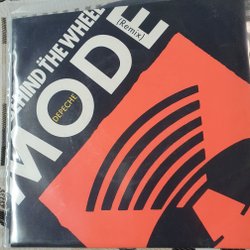 BEHIND THE WHEEL
[Remix]
DEPECHE
MODE